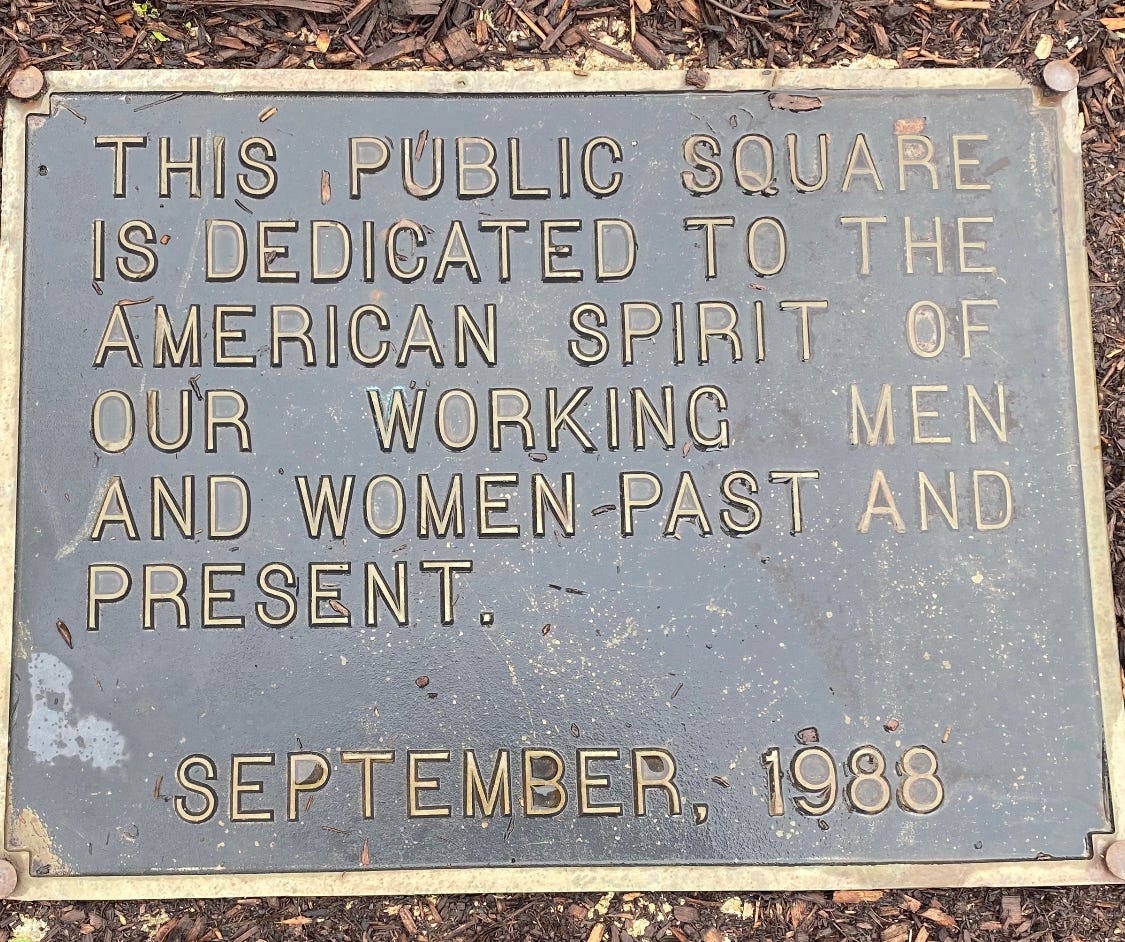 THIS PUBLIC SQUARE
IS DEDICATED TO THE
AMERICAN SPIRIT OF
OUR WORKING MEN
AND WOMEN PAST AND
PRESENT.
SEPTEMBER, 1988